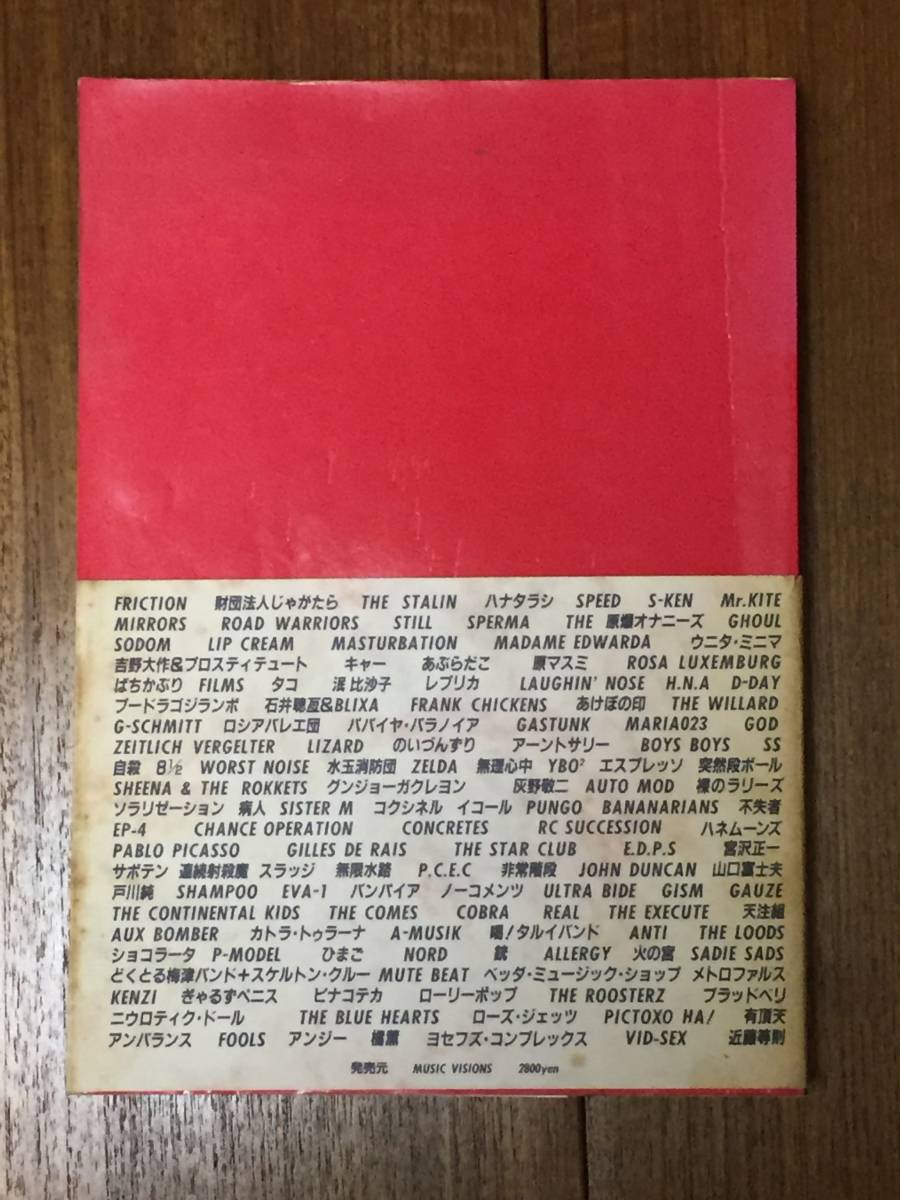 FRICTION 財団法人じゃがたら THE STALIN ハナタラシ SPEED S-KEN Mr.KITE
MIRRORS ROAD WARRIORS STILL SPERMA THE 原爆オナニーズ GHOUL
SODOM LIP CREAM MASTURBATION MADAME EDWARDA ウニタ・ミニマ
吉野大作&プロスティテュート キャー あぶらだこ 原マスミ ROSA LUXEMBURG
ばちかぶり FILMS タコ 泯比沙子 レプリカ LAUGHIN' NOSE H.N.A D-DAY
プードラゴジランボ 石井聰亙&BLIXA FRANK CHICKENS あけぼの印 THE WILLARD
G-SCHMITT ロシアバレエ団 パパイヤ・パラノイア GASTUNK MARIA023 GOD
ZEITLICH VERGELTER LIZARD のいづんずり アーントサリー BOYS BOYS SS
自殺 8½ WORST NOISE 水玉消防団 ZELDA 無理心中 YBO² エスプレッソ 突然段ボール
SHEENA & THE ROKKETS グンジョーガクレヨン 灰野敬二 AUTO MOD 裸のラリーズ
ソラリゼーション 病人 SISTER M コクシネル イコール PUNGO BANANARIANS 不失者
EP-4 CHANCE OPERATION CONCRETES RC SUCCESSION ハネムーンズ
PABLO PICASSO GILLES DE RAIS THE STAR CLUB E.D.P.S 宮沢正一
サボテン 連続射殺魔 スラッジ 無限水路 P.C.E.C 非常階段 JOHN DUNCAN 山口富士夫
戸川純 SHAMPOO EVA-1 バンパイア ノーコメンツ ULTRA BIDE GISM GAUZE
THE CONTINENTAL KIDS THE COMES COBRA REAL THE EXECUTE 天注組
AUX BOMBER カトラ・トゥラーナ A-MUSIK 喝!タルイバンド ANTI THE LOODS
ショコラータ P-MODEL ひまご NORD 銃 ALLERGY 火の宮 SADIE SADS
どくとる梅津バンド+スケルトン・クルー MUTE BEAT ベッダ・ミュージック・ショップ メトロファルス
KENZI ぎゃるずペニス ピナコテカ ローリーポップ THE ROOSTERZ ブラッドベリ
ニウロティク・ドール THE BLUE HEARTS ローズ・ジェッツ PICTOXO HA! 有頂天
アンバランス FOOLS アンジー 橘薫 ヨセフズ・コンプレックス VID-SEX 近藤等則
発売元 MUSIC VISIONS 2800yen